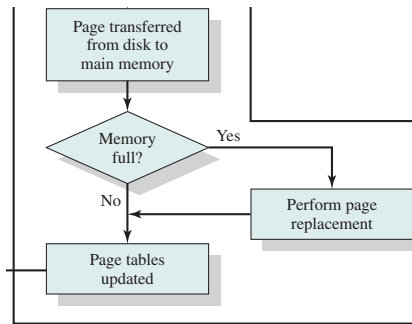 Page transferred
from disk to
main memory
Memory
full?
Yes
No
Perform page
replacement
Page tables
updated